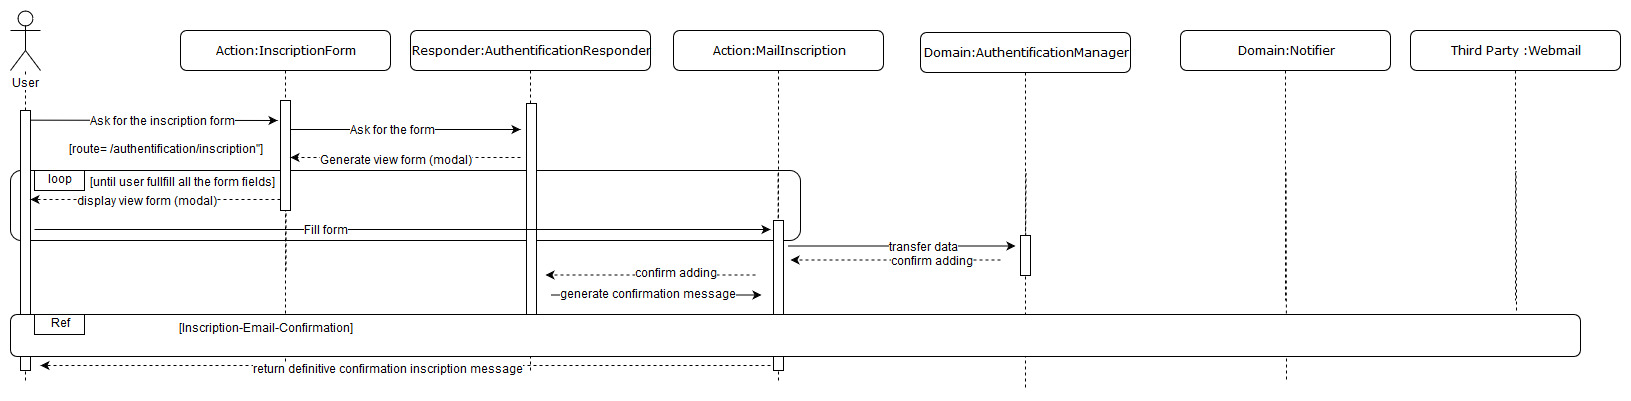 User
Action:InscriptionForm
Responder:AuthentificationResponder
Action:MailInscription
Domain:AuthentificationManager
Domain:Notifier
Third Party :Webmail
Ask for the inscription form
Ask for the form
[route= /authentification/inscription"]
Generate view form (modal)
loop
[until user fullfill all the form fields]
display view form (modal)
Fill form
transfer data
confirm adding
confirm adding
generate confirmation message
Ref
[Inscription-Email-Confirmation]
return definitive confirmation inscription message